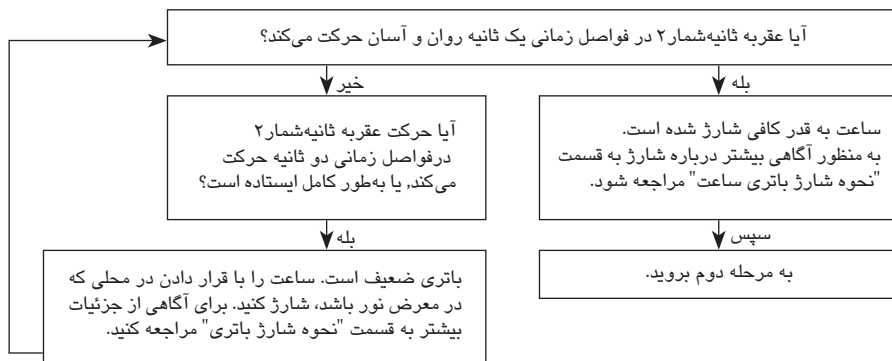 آیا عقربه ثانیه‌شمار۲ در فواصل زمانی یک ثانیه روان و آسان حرکت می‌کند؟
بله
خیر
ساعت به قدر کافی شارژ شده است.
به منظور آگاهی بیشتر درباره شارژ به قسمت
"نحوه شارژ باتری ساعت" مراجعه شود.
آیا حرکت عقربه ثانیه‌شمار۲
درفواصل زمانی دو ثانیه حرکت
می‌کند, یا به‌طور کامل ایستاده است؟
سپس
بله
به مرحله دوم بروید.
باتری ضعیف است. ساعت را با قرار دادن در محلی که
در معرض نور باشد، شارژ کنید. برای آگاهی از جزئیات
بیشتر به قسمت "نحوه شارژ باتری" مراجعه کنید.